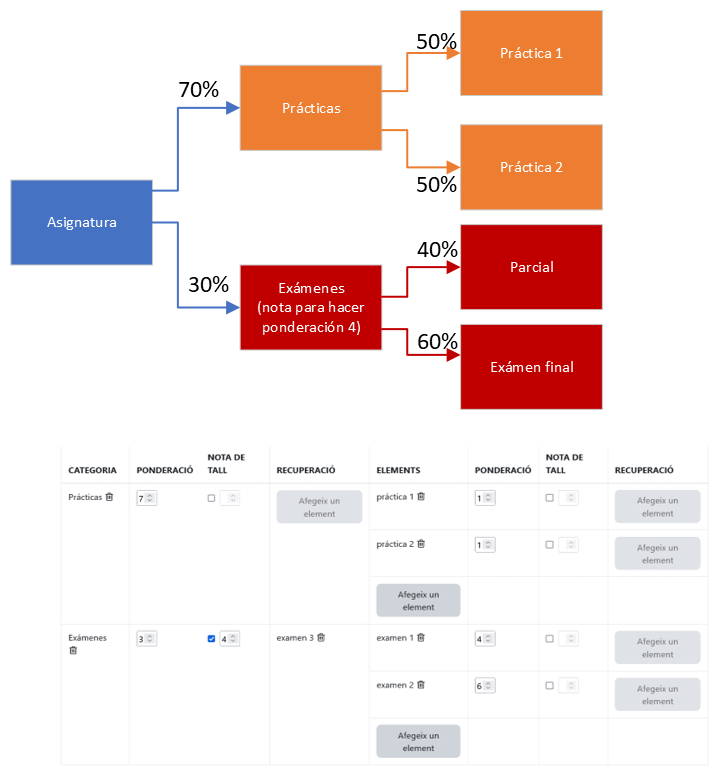 50%
Práctica 1
70%
Prácticas
50%
Práctica 2
Asignatura
30%
Exámenes
(nota para hacer
ponderación 4)
40%
Parcial
60%
Exámen final
CATEGORIA PONDERACIÓ NOTA DE TALL RECUPERACIÓ ELEMENTS PONDERACIÓ NOTA DE TALL RECUPERACIÓ
Prácticas 7 Afegeix un element práctica 1 1 Afegeix un element
práctica 2 1 Afegeix un element
Afegeix un element
Exámenes 3 4 examen 3 examen 1 4 Afegeix un element
examen 2 6 Afegeix un element
Afegeix un element